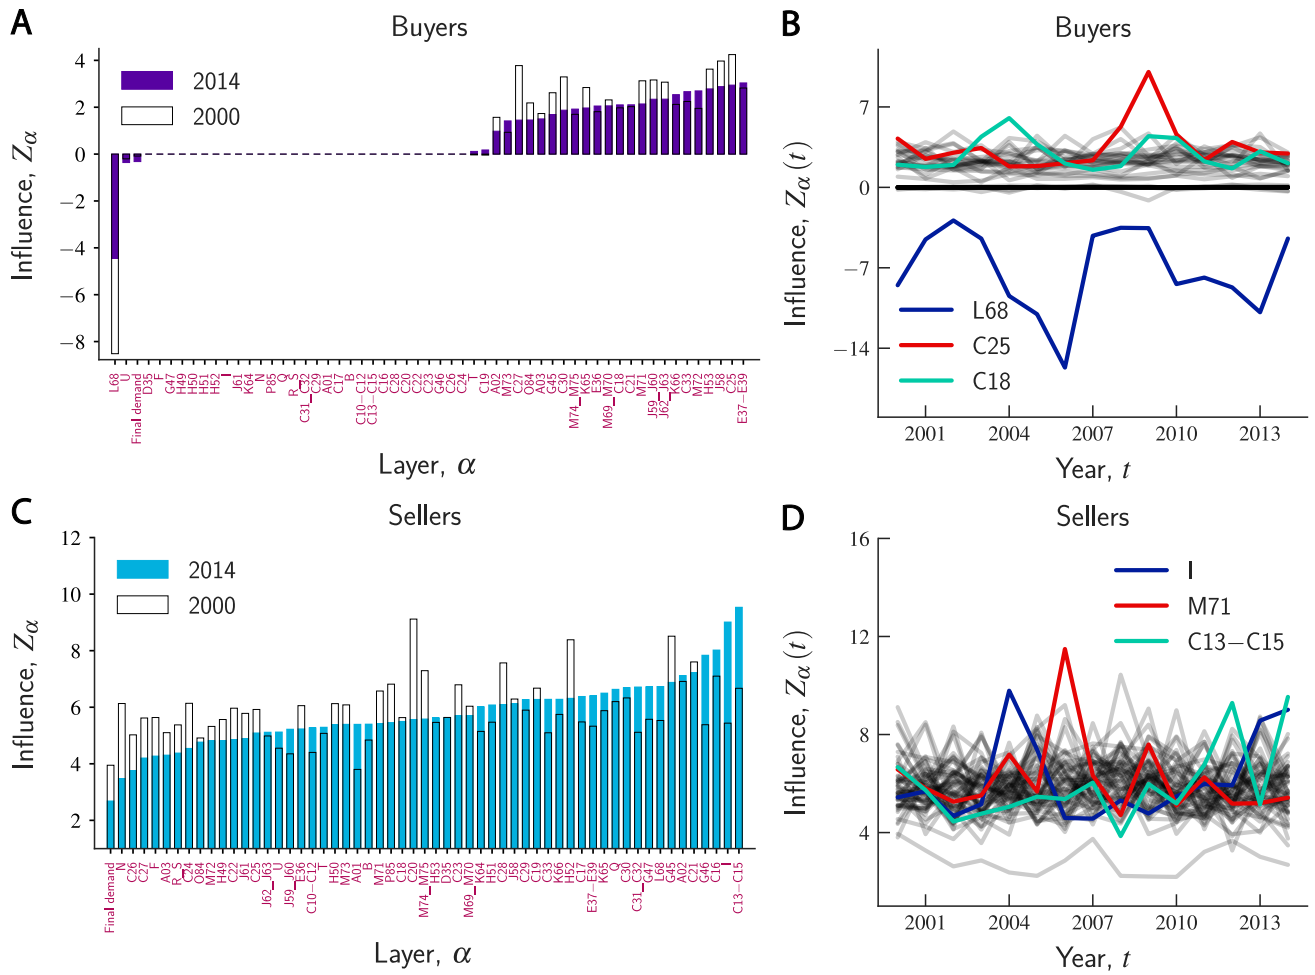 A
Buyers
Influence, Zα
4
2
0
−2
−4
−6
−8
2014
2000
L68
U
Final demand
D35
F
G47
H49
H50
H51
H52
I
J61
K64
N
P85
Q
R_S
C31_C32
C29
A01
C17
B
C10−C12
C13−C15
C16
C28
C20
C22
C23
G46
C26
C24
T
C19
A02
M73
C27
O84
A03
G45
C30
M74_M75
K65
E36
M69_M70
C18
C21
M71
J59_J60
J62_J63
K66
C33
M72
H53
J58
C25
E37−E39
Layer, α
B
Buyers
Influence, Zα(t)
7
0
−7
−14
L68
C25
C18
2001
2004
2007
2010
2013
Year, t
C
Sellers
Influence, Zα
12
10
8
6
4
2
2014
2000
Final demand
N
C26
C27
F
A03
R_S
C24
O84
M72
H49
C22
J61
C25
J62_J63
U
J59_J60
E36
C10−C12
T
H50
M73
A01
B
M71
P85
C18
C20
M74_M75
H53
D35
C23
M69_M70
K64
H51
C28
J58
C29
C19
C33
K66
H52
C17
E37−E39
K65
Q
C30
C31_C32
G47
L68
G45
A02
C21
G46
C16
I
C13−C15
Layer, α
D
Sellers
Influence, Zα(t)
16
12
8
4
I
M71
C13−C15
2001
2004
2007
2010
2013
Year, t